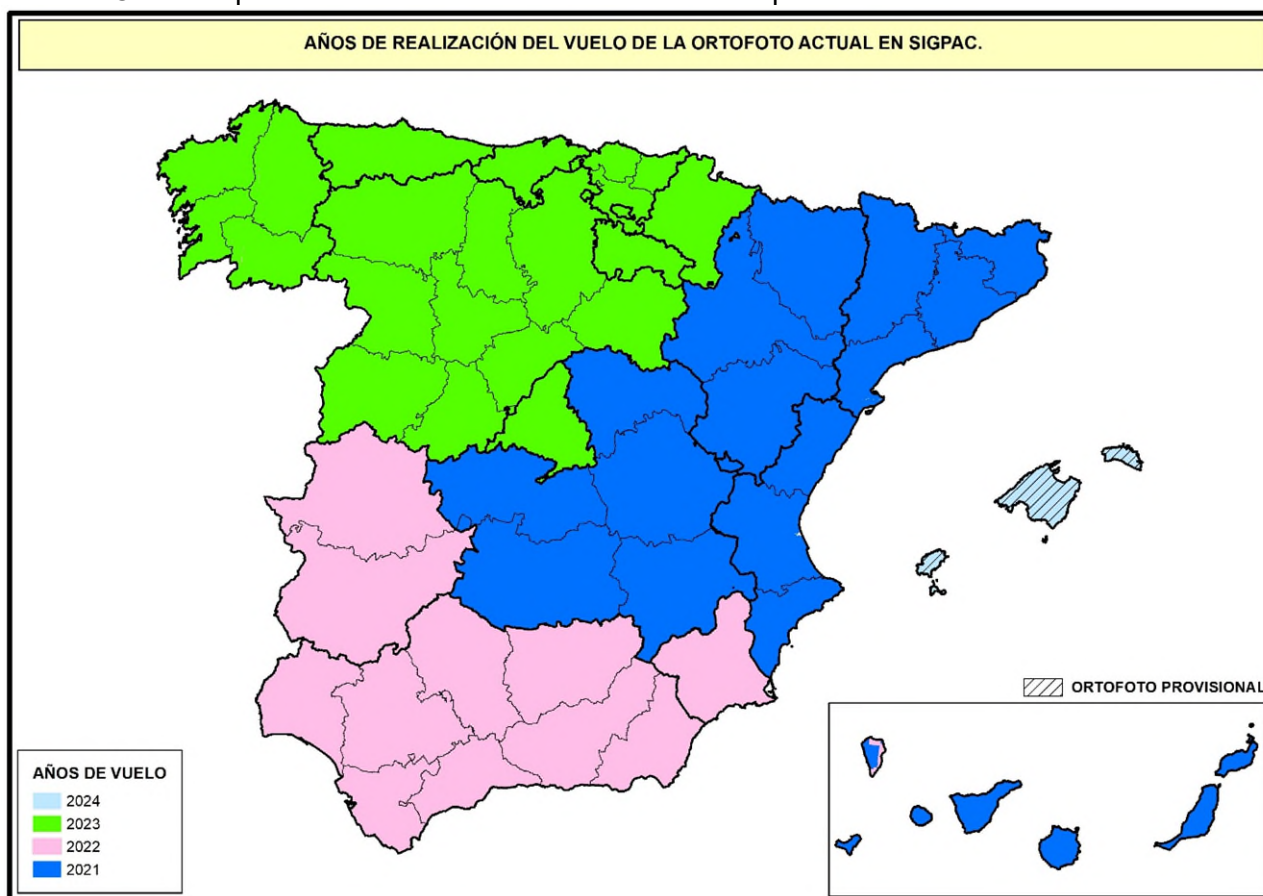 AÑOS DE REALIZACIÓN DEL VUELO DE LA ORTOFOTO ACTUAL EN SIGPAC.
ORTOFOTO PROVISIONAL
AÑOS DE VUELO
2024
2023
2022
2021